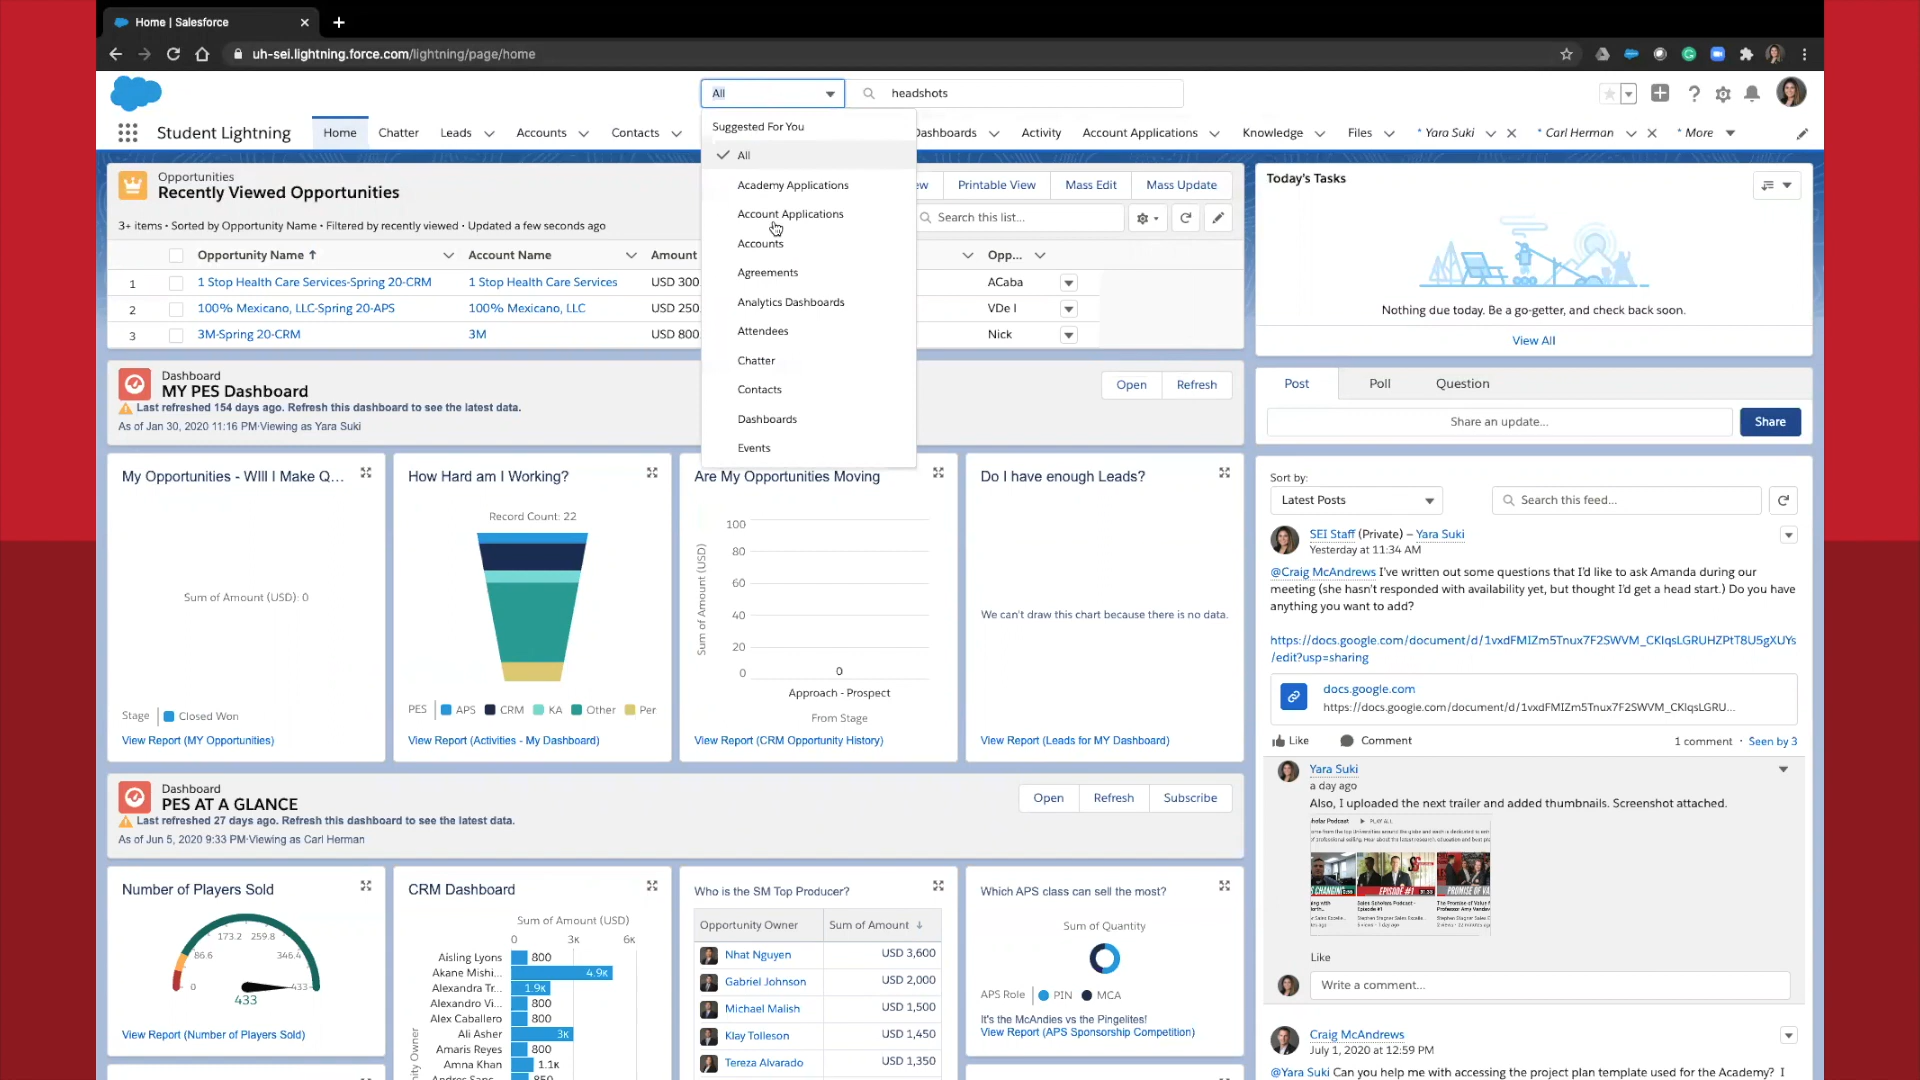 Home | Salesforce
uh-sei.lightning.force.com/lightning/page/home
All
headshots
Student Lightning
Home
Chatter
Leads
Accounts
Contacts
Dashboards
Activity
Account Applications
Knowledge
Files
* Yara Suki
* Carl Herman
* More
Suggested For You
All
Academy Applications
Account Applications
Accounts
Agreements
Analytics Dashboards
Attendees
Chatter
Contacts
Dashboards
Events
Opportunities
Recently Viewed Opportunities
Printable View
Mass Edit
Mass Update
3+ items • Sorted by Opportunity Name • Filtered by recently viewed • Updated a few seconds ago
Search this list...
Opportunity Name ↑
Account Name
Amount
Opp...
1 1 Stop Health Care Services-Spring 20-CRM 1 Stop Health Care Services USD 300 ACaba
2 100% Mexicano, LLC-Spring 20-APS 100% Mexicano, LLC USD 250. VDe l
3 3M-Spring 20-CRM 3M USD 800 Nick
Dashboard
MY PES Dashboard
Last refreshed 154 days ago. Refresh this dashboard to see the latest data.
As of Jan 30, 2020 11:16 PM·Viewing as Yara Suki
Open
Refresh
My Opportunities - WIll I Make Q...
Sum of Amount (USD): 0
Stage
Closed Won
View Report (MY Opportunities)
How Hard am I Working?
Record Count: 22
PES APS CRM KA Other Per
View Report (Activities - My Dashboard)
Are My Opportunities Moving
Sum of Amount (USD)
100
80
60
40
20
0
0
Approach - Prospect
From Stage
View Report (CRM Opportunity History)
Do I have enough Leads?
We can't draw this chart because there is no data.
View Report (Leads for MY Dashboard)
Dashboard
PES AT A GLANCE
Last refreshed 27 days ago. Refresh this dashboard to see the latest data.
As of Jun 5, 2020 9:33 PM·Viewing as Carl Herman
Open
Refresh
Subscribe
Number of Players Sold
173.2 259.8
86.6 346.4
0 433
433
View Report (Number of Players Sold)
CRM Dashboard
Sum of Amount (USD)
0 3K 6K
Aisling Lyons 800
Akane Mishi... 4.9K
Alexandra Tr... 1.9K
Alexandro Vi... 800
Alex Caballero 800
Ali Asher 3K
Amaris Reyes 800
Amna Khan 1.1K
Who is the SM Top Producer?
Opportunity Owner Sum of Amount ↓
Nhat Nguyen USD 3,600
Gabriel Johnson USD 2,000
Michael Malish USD 1,500
Klay Tolleson USD 1,450
Tereza Alvarado USD 1,350
Which APS class can sell the most?
Sum of Quantity
APS Role PIN MCA
It's the McAndies vs the Pingelites!
View Report (APS Sponsorship Competition)
Today's Tasks
Nothing due today. Be a go-getter, and check back soon.
View All
Post
Poll
Question
Share an update...
Share
Sort by:
Latest Posts
Search this feed...
SEI Staff (Private) – Yara Suki
Yesterday at 11:34 AM
@Craig McAndrews I've written out some questions that I'd like to ask Amanda during our
meeting (she hasn't responded with availability yet, but thought I'd get a head start.) Do you have
anything you want to add?
https://docs.google.com/document/d/1vxdFMIZm5Tnux7F2SWVM_CKIqsLGRUHZPtT8U5gXUYs
/edit?usp=sharing
docs.google.com
https://docs.google.com/document/d/1vxdFMIZm5Tnux7F2SWVM_CKIqsLGRU...
Like
Comment
1 comment · Seen by 3
Yara Suki
a day ago
Also, I uploaded the next trailer and added thumbnails. Screenshot attached.
PLAY ALL
EPISODE #1
PROMISE OF VA
Like
Write a comment...
Craig McAndrews
July 1, 2020 at 12:59 PM
@Yara Suki Can you help me with accessing the project plan template used for the Academy? I